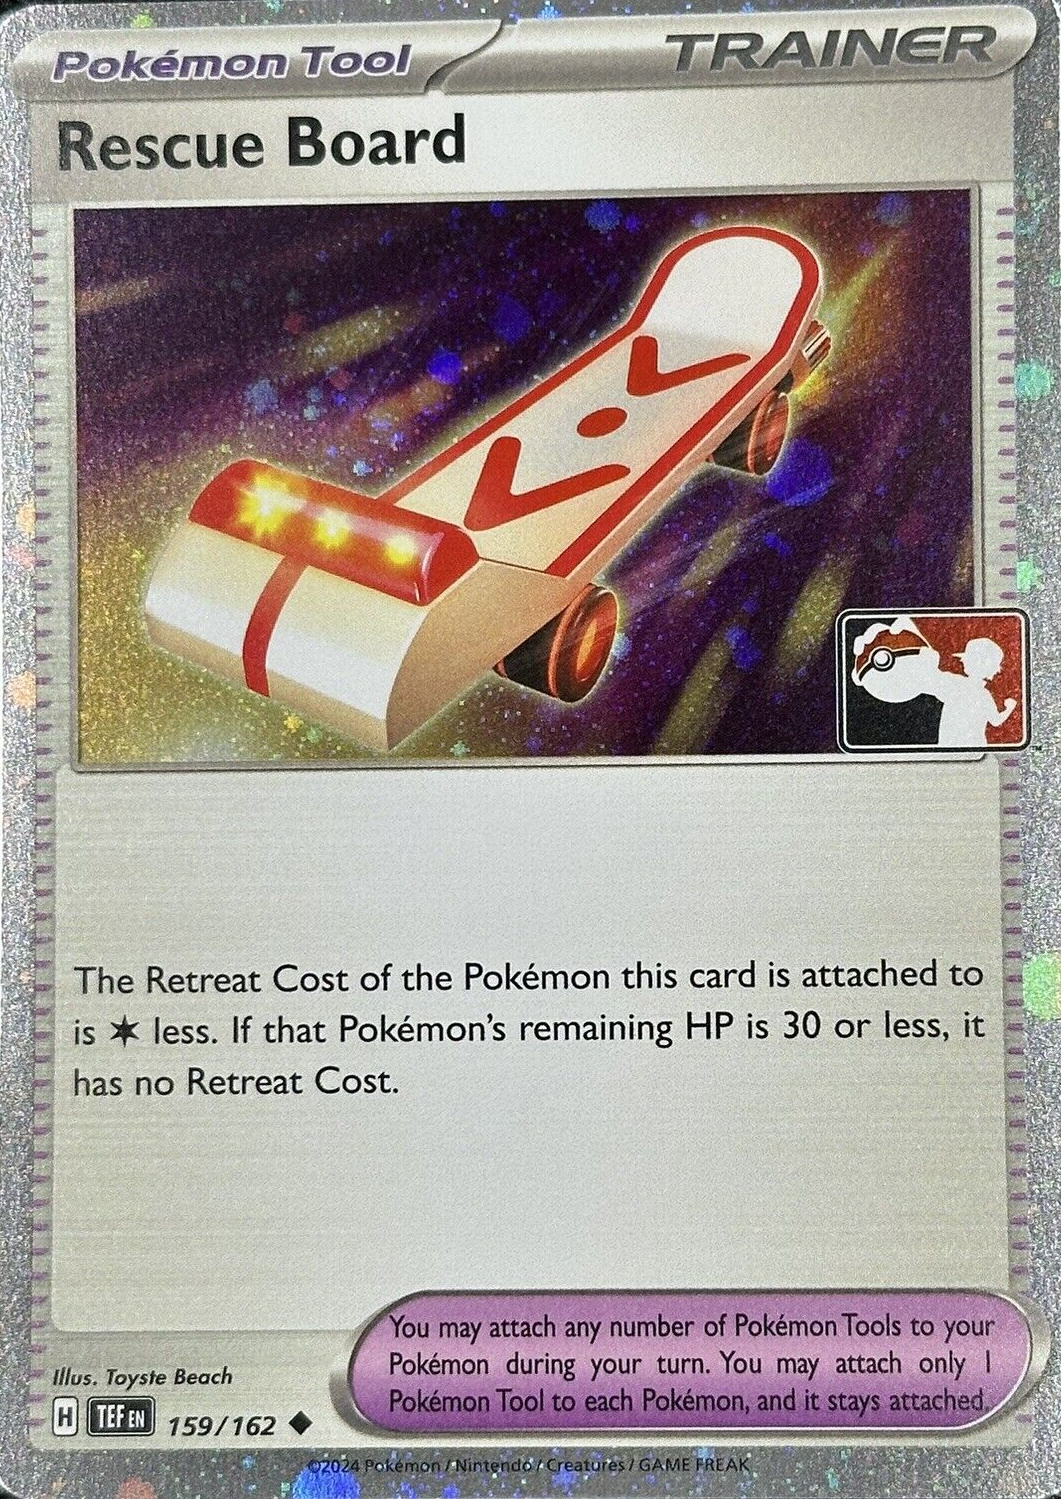 Pokémon Tool
TRAINER
Rescue Board
The Retreat Cost of the Pokémon this card is attached to
is ✶ less. If that Pokémon's remaining HP is 30 or less, it
has no Retreat Cost.
You may attach any number of Pokémon Tools to your
Pokémon during your turn. You may attach only 1
Pokémon Tool to each Pokémon, and it stays attached.
Illus. Toyste Beach
H TEF EN 159/162
©2024 Pokémon / Nintendo / Creatures / GAME FREAK
TM